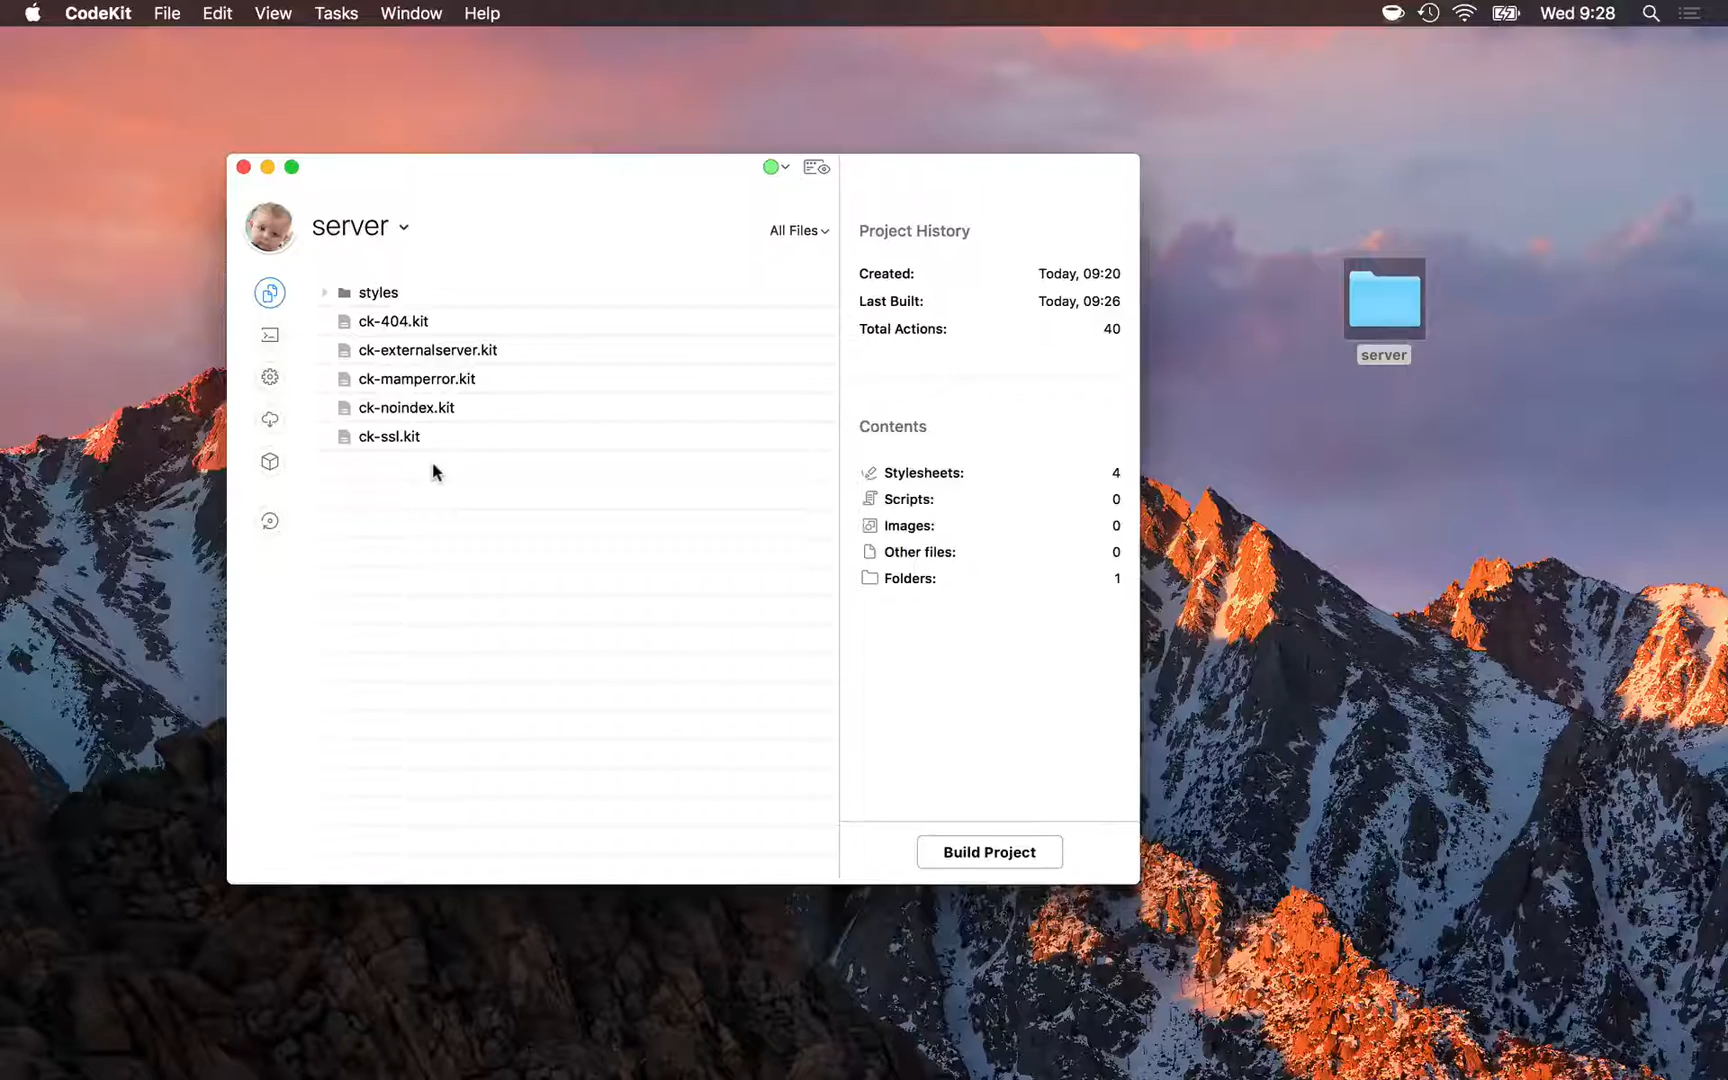 CodeKit File Edit View Tasks Window Help Wed 9:28
server
All Files
styles
ck-404.kit
ck-externalserver.kit
ck-mamperror.kit
ck-noindex.kit
ck-ssl.kit
Project History
Created: Today, 09:20
Last Built: Today, 09:26
Total Actions: 40
Contents
Stylesheets: 4
Scripts: 0
Images: 0
Other files: 0
Folders: 1
Build Project
server